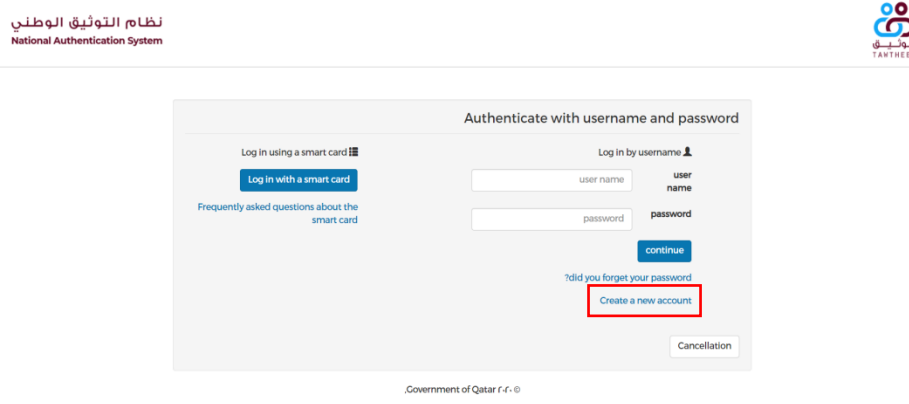 نظام التوثيق الوطني
National Authentication System
TAWTHEE
Authenticate with username and password
Log in by username
user name
user
name
password
password
continue
?did you forget your password
Create a new account
Log in using a smart card
Log in with a smart card
Frequently asked questions about the
smart card
Cancellation
,Government of Qatar ٢٠٢٠ ©